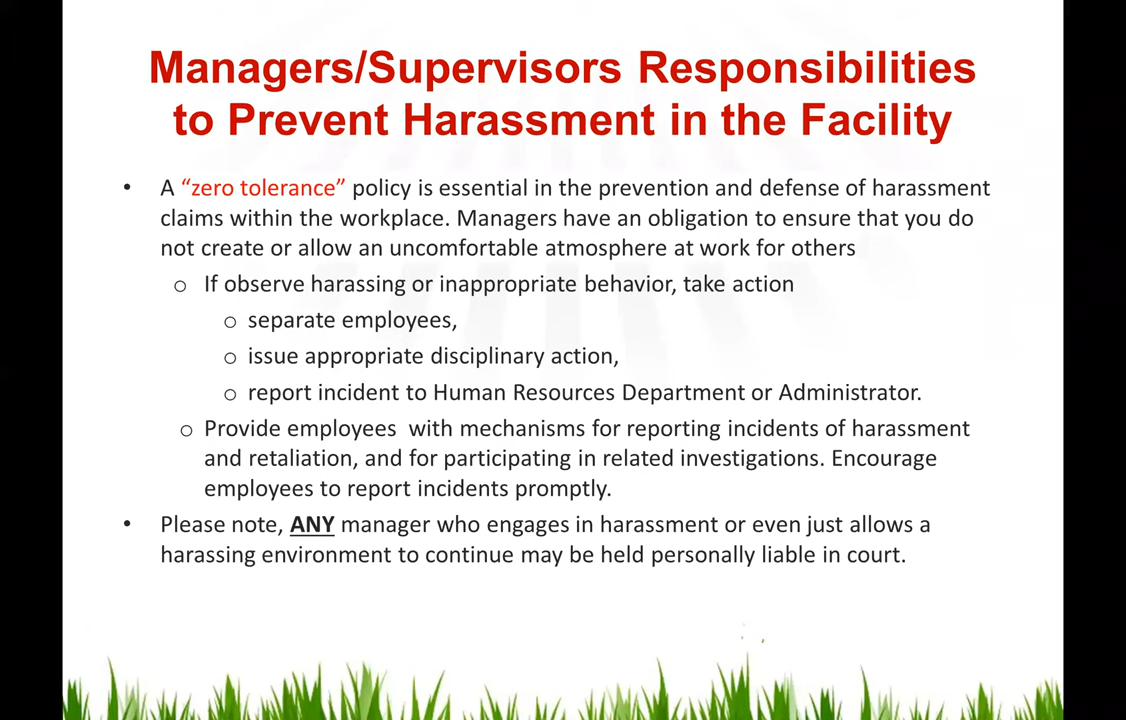 Managers/Supervisors Responsibilities
to Prevent Harassment in the Facility
• A “zero tolerance” policy is essential in the prevention and defense of harassment
claims within the workplace. Managers have an obligation to ensure that you do
not create or allow an uncomfortable atmosphere at work for others
o If observe harassing or inappropriate behavior, take action
o separate employees,
o issue appropriate disciplinary action,
o report incident to Human Resources Department or Administrator.
o Provide employees  with mechanisms for reporting incidents of harassment
and retaliation, and for participating in related investigations. Encourage
employees to report incidents promptly.
• Please note, ANY manager who engages in harassment or even just allows a
harassing environment to continue may be held personally liable in court.